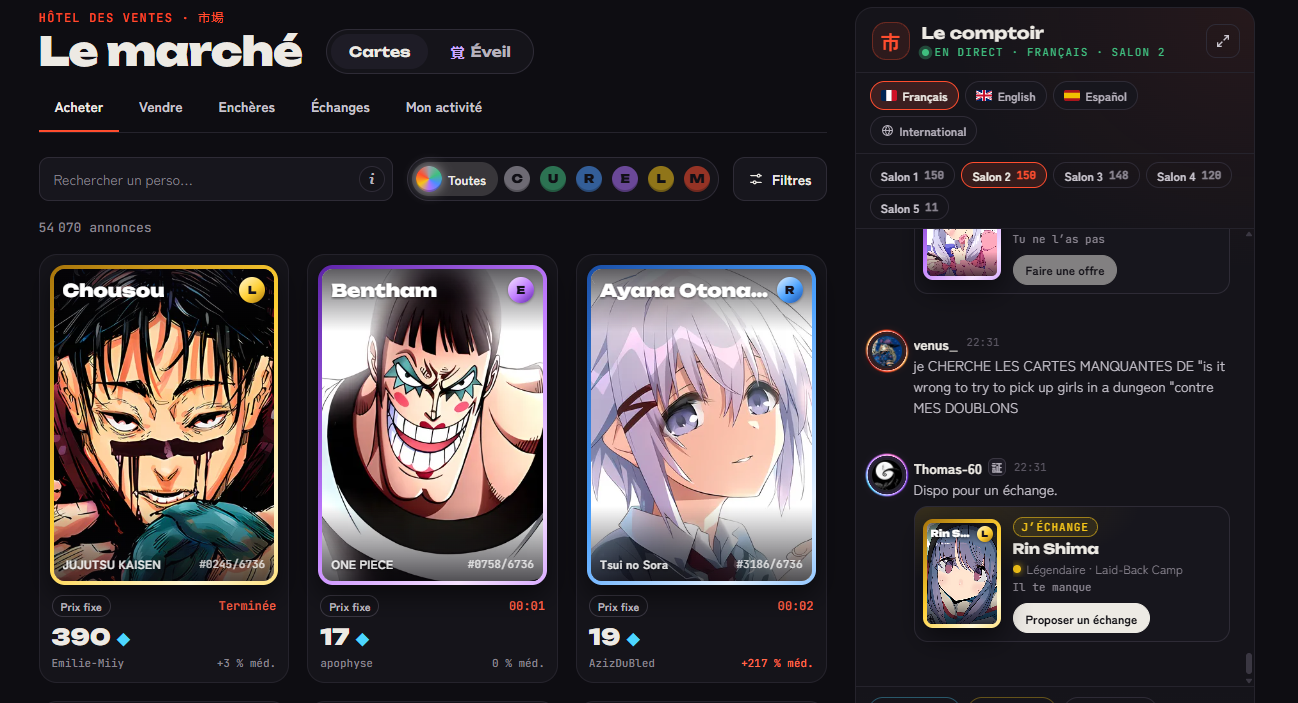 HÔTEL DES VENTES · 市場
Le marché
Cartes
覚 Éveil
Acheter
Vendre
Enchères
Échanges
Mon activité
Rechercher un perso...
i
Toutes
C
U
R
E
L
M
Filtres
54 070 annonces
Chousou
L
JUJUTSU KAISEN
#0245/6736
Prix fixe
Terminée
390
Emilie-Miiy
+3 % méd.
Bentham
E
ONE PIECE
#0758/6736
Prix fixe
00:01
17
apophyse
0 % méd.
Ayana Otona...
R
Tsui no Sora
#3186/6736
Prix fixe
00:02
19
AzizDuBled
+217 % méd.
市
Le comptoir
EN DIRECT · FRANÇAIS · SALON 2
Français
English
Español
International
Salon 1 150
Salon 2 150
Salon 3 148
Salon 4 120
Salon 5 11
Tu ne l'as pas
Faire une offre
venus_ 22:31
je CHERCHE LES CARTES MANQUANTES DE "is it
wrong to try to pick up girls in a dungeon "contre
MES DOUBLONS
Thomas-60 証 22:31
Dispo pour un échange.
Rin S...
L
J'ÉCHANGE
Rin Shima
Légendaire · Laid-Back Camp
Il te manque
Proposer un échange